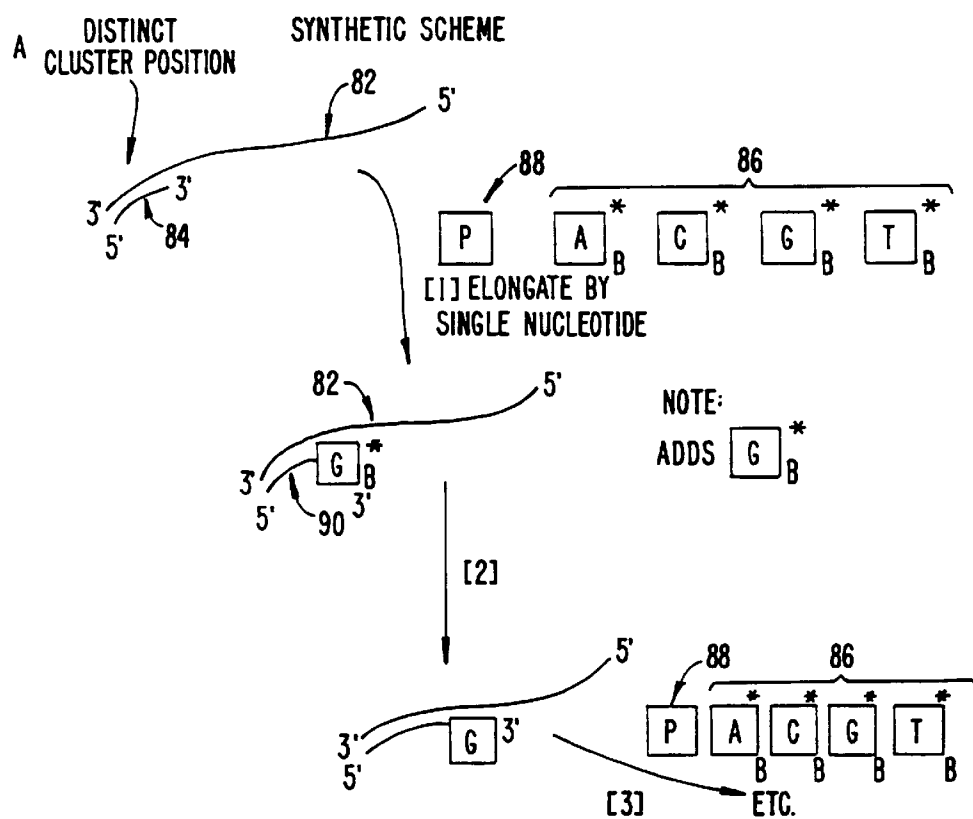 A
DISTINCT
CLUSTER POSITION
SYNTHETIC SCHEME
82
5'
3'
3'
5'
84
88
86
P
A * B
C * B
G * B
T * B
[1] ELONGATE BY
SINGLE NUCLEOTIDE
82
5'
G * B
3'
3'
5'
90
NOTE:
ADDS G * B
[2]
5'
3'
5'
G 3'
88
86
P
A * B
C * B
G * B
T * B
[3]
ETC.